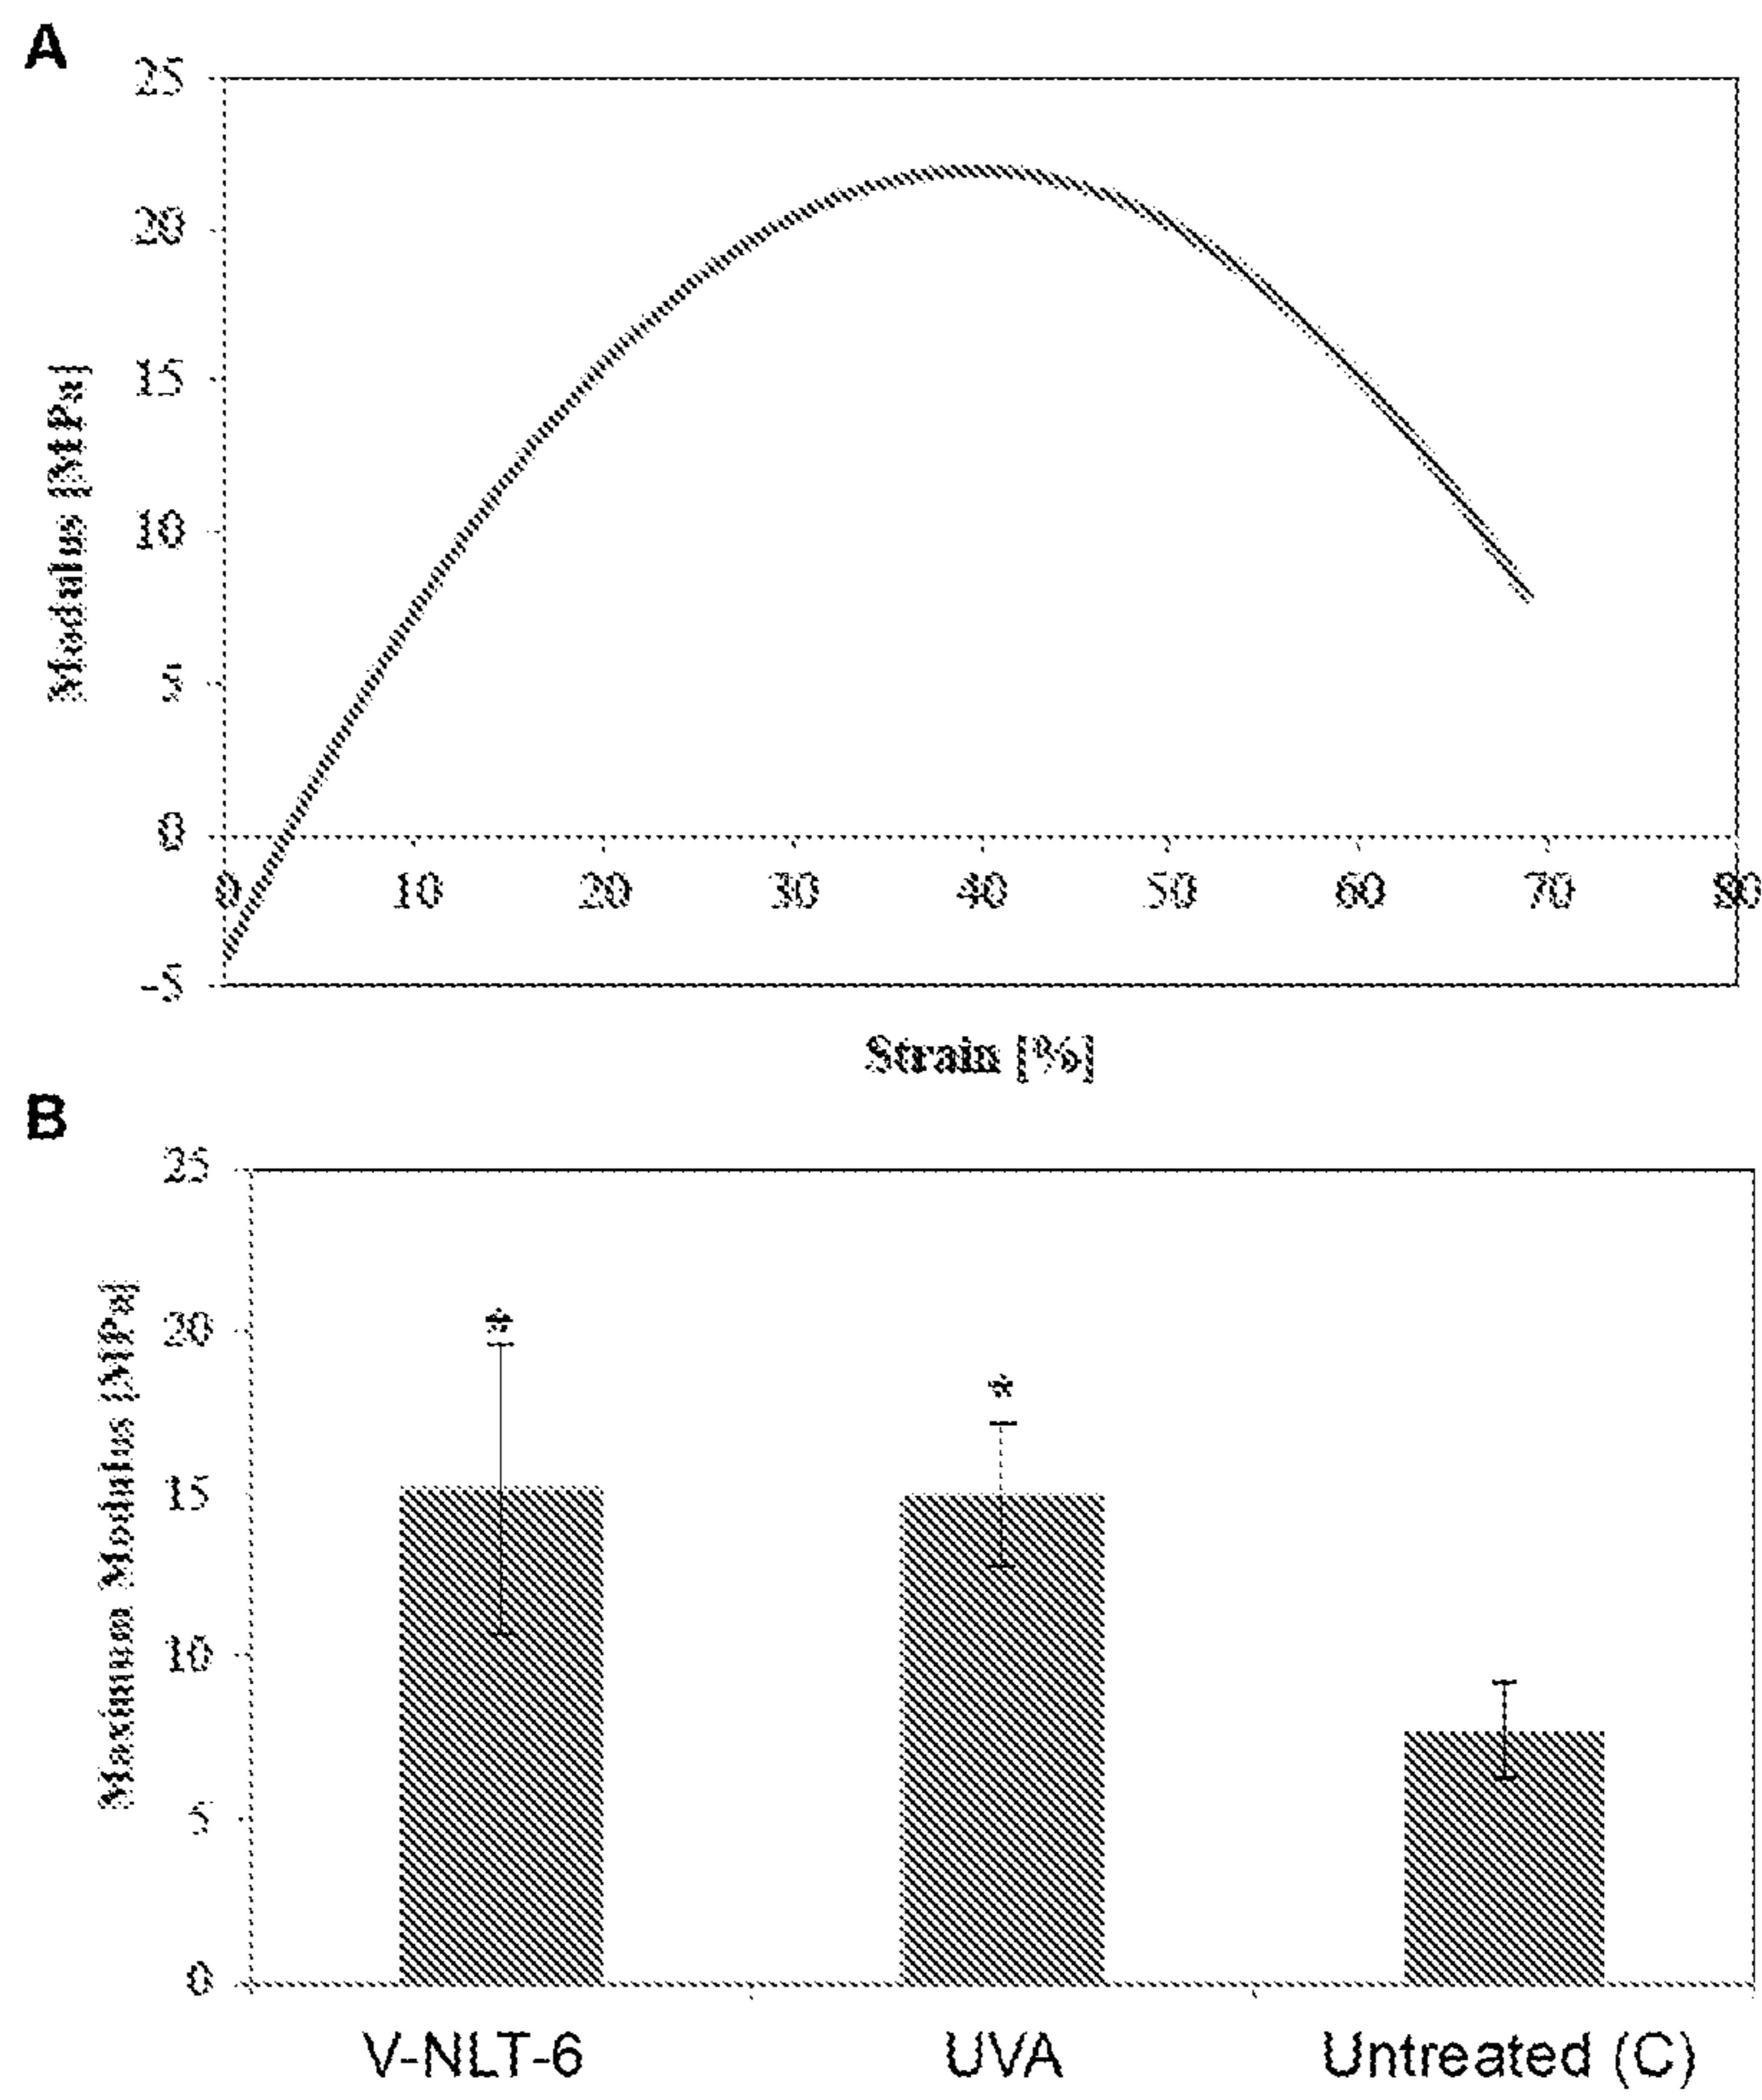 A
25
20
15
10
5
0
-5
Modulus [MPa]
0 10 20 30 40 50 60 70 80
Strain [%]
B
25
20
15
10
5
0
Maximum Modulus [MPa]
*
*
V-NLT-6 UVA Untreated (C)